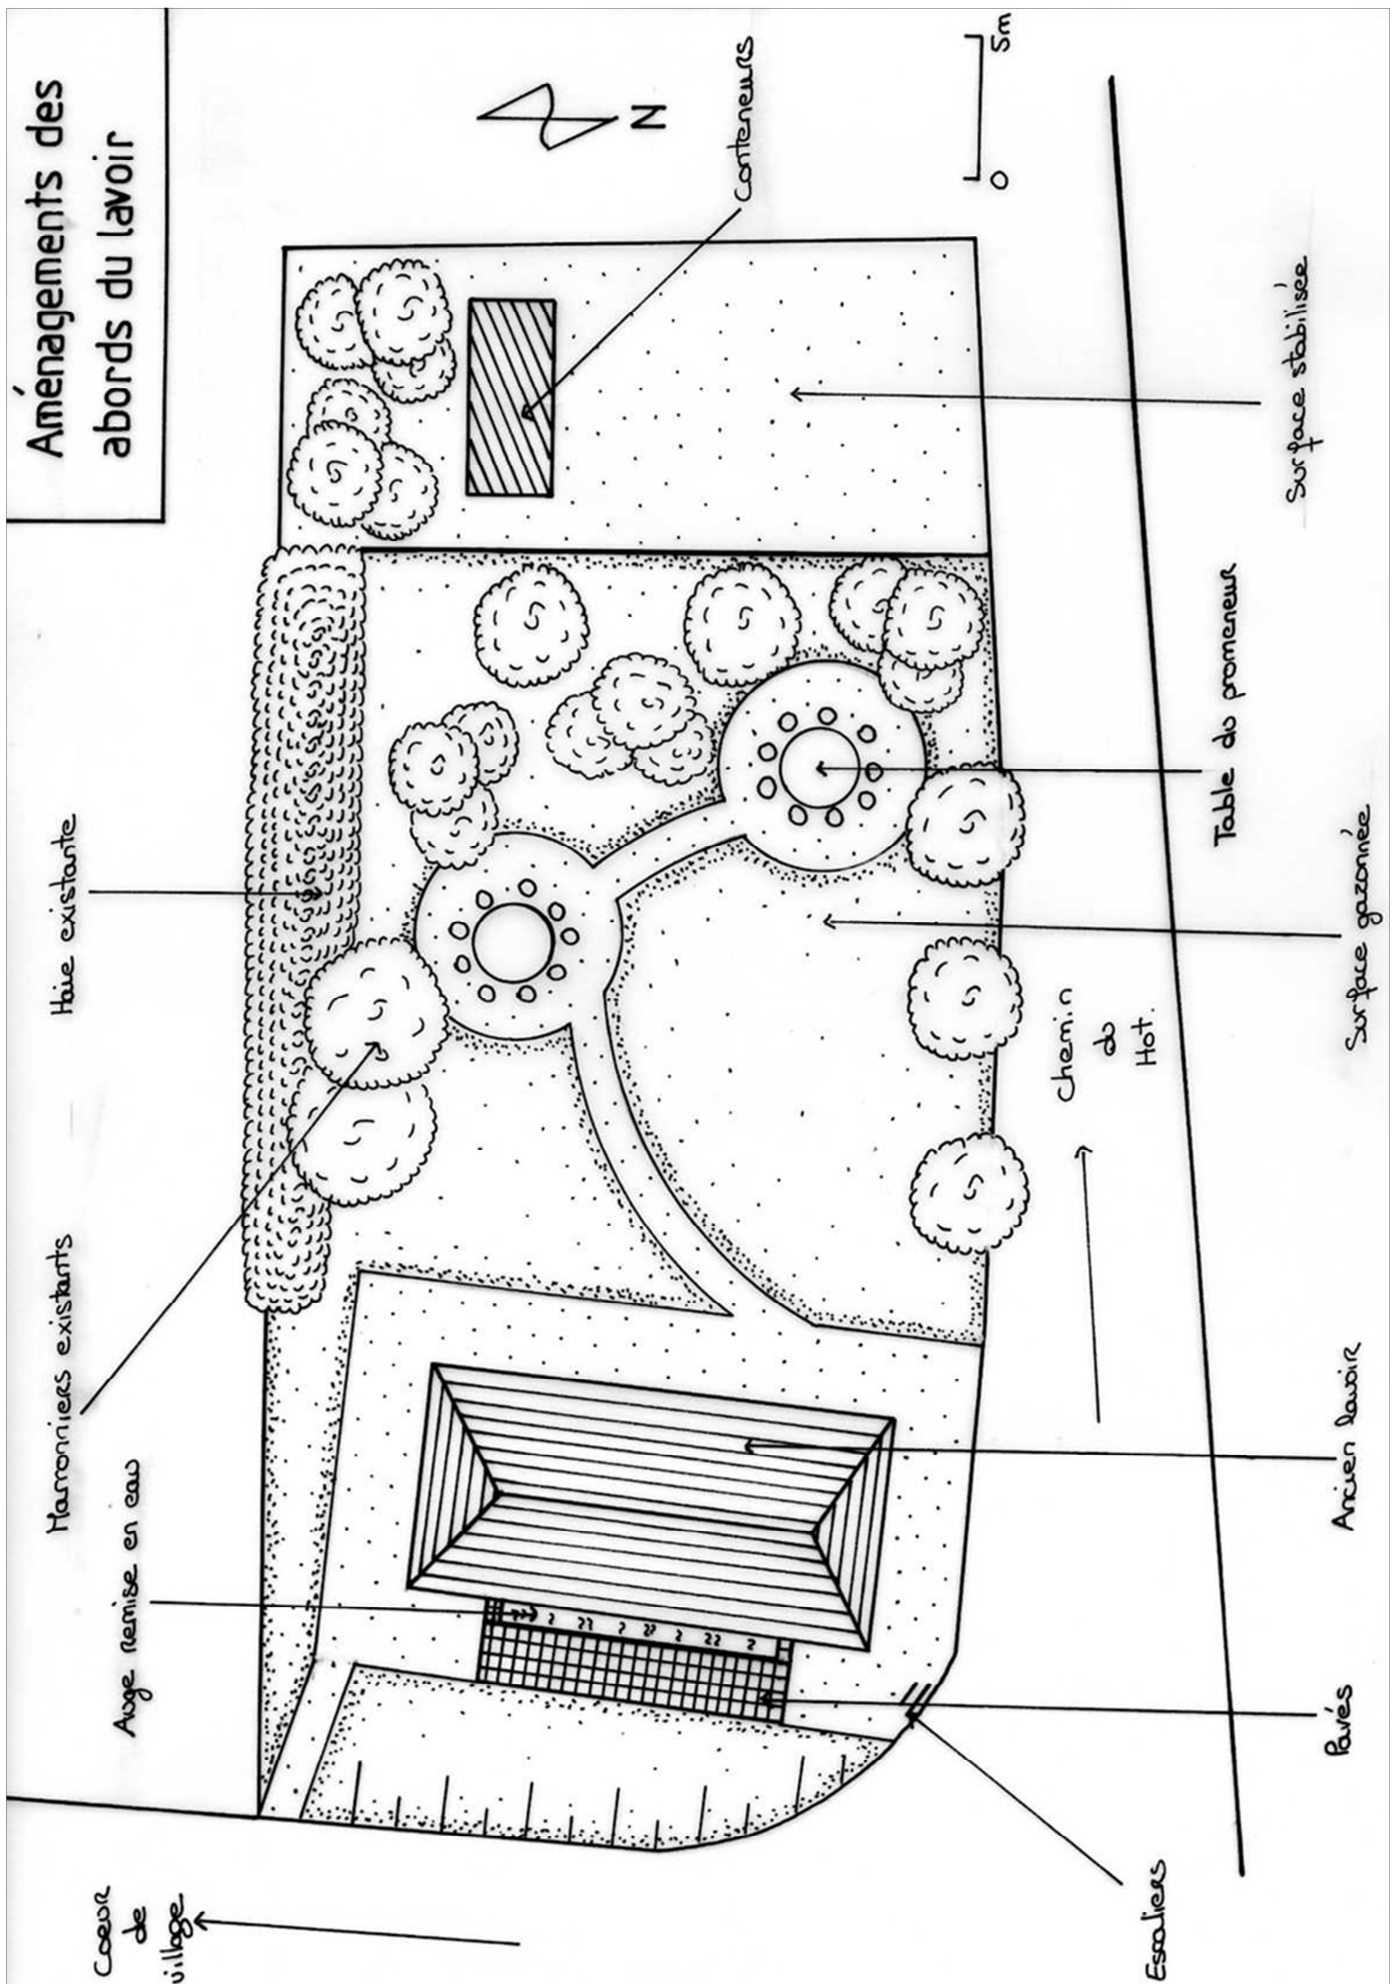 Aménagements des
abords du lavoir
Haie existante
Marronniers existants
Auge remise en eau
Coeur
de
village
N
Conteneurs
0 5m
Chemin
du
Hot.
Escaliers
Pavés
Ancien lavoir
Surface gazonnée
Table du promeneur
Surface stabilisée